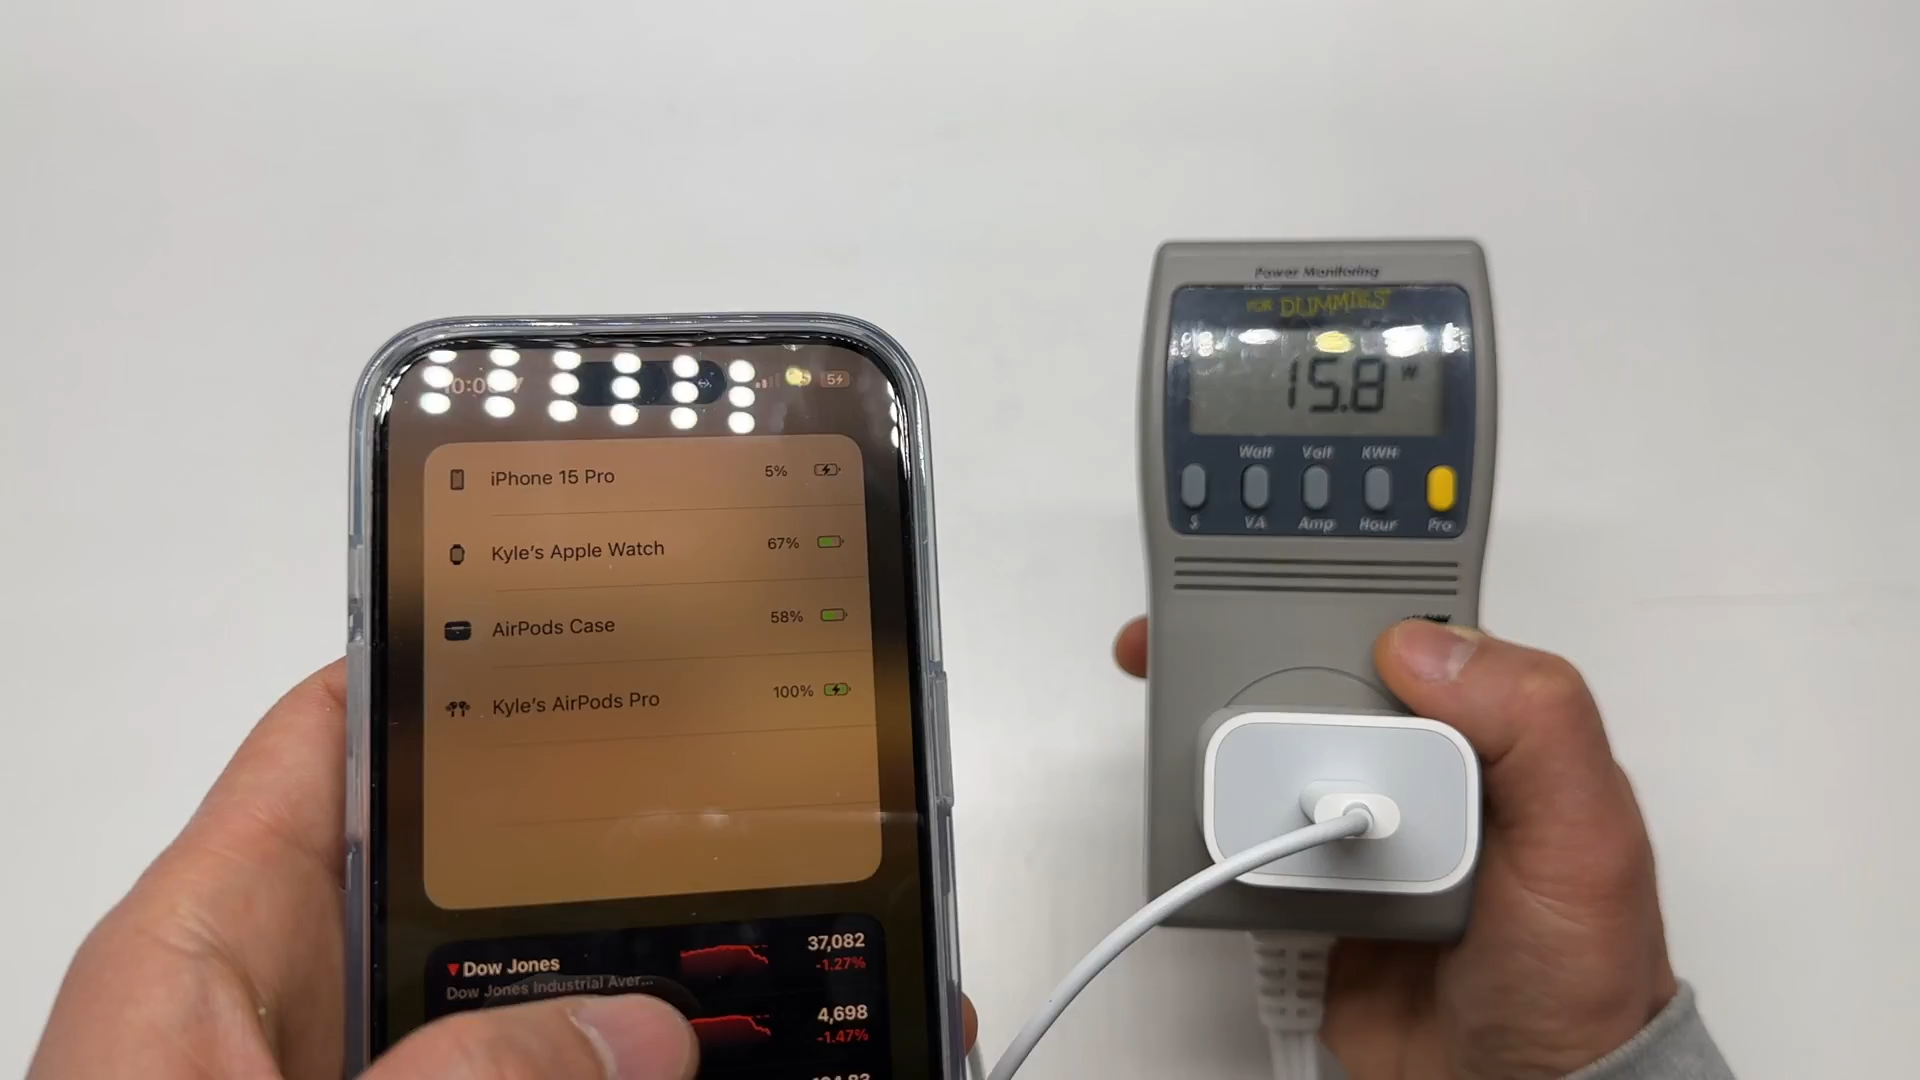 5
iPhone 15 Pro 5%
Kyle's Apple Watch 67%
AirPods Case 58%
Kyle's AirPods Pro 100%
Dow Jones 37,082
Dow Jones Industrial Aver... -1.27%
4,698
-1.47%
Power Monitoring
FOR DUMMIES
15.8 W
Watt Volt KWH
$ VA Amp Hour Pro